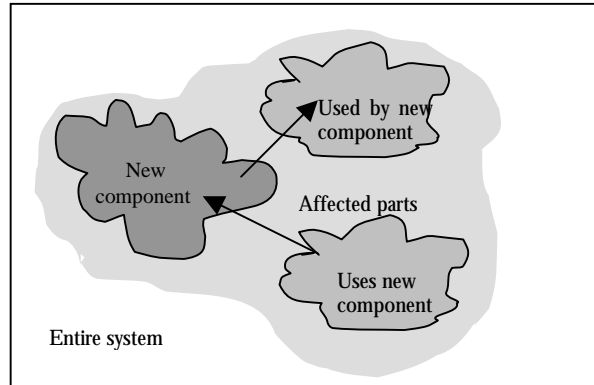 Used by new
component
New
component
Affected parts
Uses new
component
Entire system